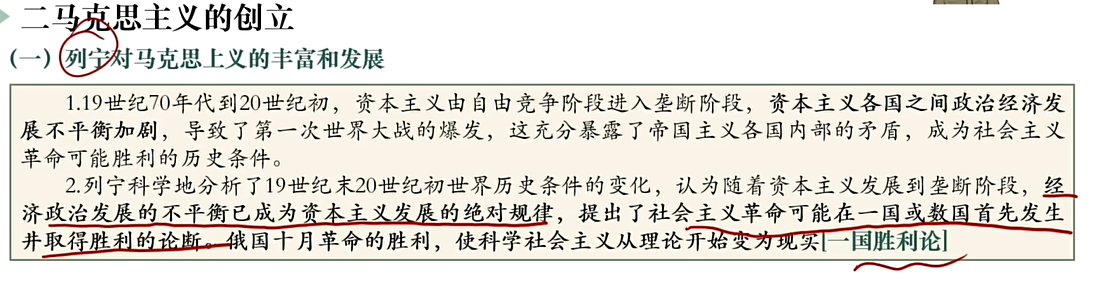 二马克思主义的创立
(一) 列宁对马克思上义的丰富和发展
1.19世纪70年代到20世纪初，资本主义由自由竞争阶段进入垄断阶段，资本主义各国之间政治经济发
展不平衡加剧，导致了第一次世界大战的爆发，这充分暴露了帝国主义各国内部的矛盾，成为社会主义
革命可能胜利的历史条件。
2.列宁科学地分析了19世纪末20世纪初世界历史条件的变化，认为随着资本主义发展到垄断阶段，经
济政治发展的不平衡已成为资本主义发展的绝对规律，提出了社会主义革命可能在一国或数国首先发生
并取得胜利的论断。俄国十月革命的胜利，使科学社会主义从理论开始变为现实[一国胜利论]